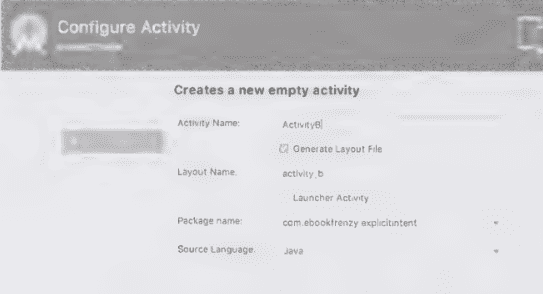 Configure Activity
Creates a new empty activity
Activity Name: ActivityB
Generate Layout File
Layout Name: activity_b
Launcher Activity
Package name: com.ebookfrenzy.explicitintent
Source Language: Java